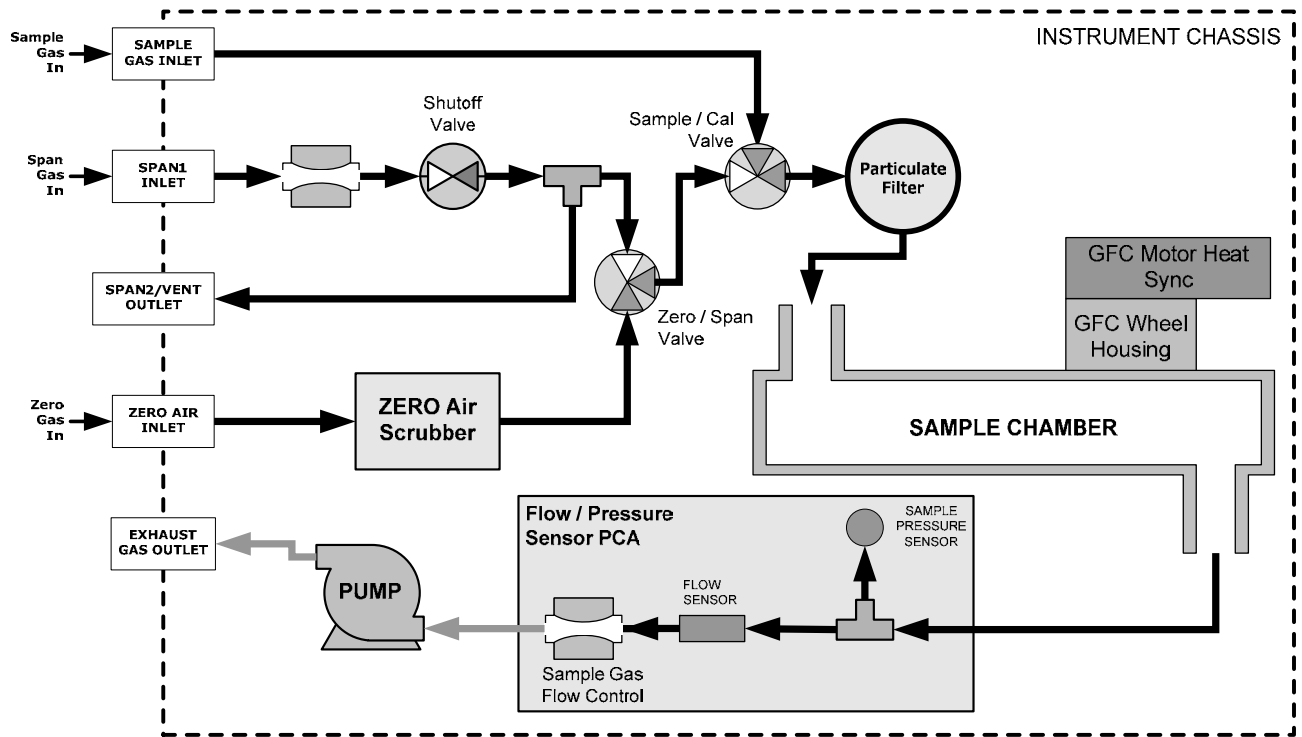 INSTRUMENT CHASSIS
Sample
Gas
In
SAMPLE
GAS INLET
Shutoff
Valve
Sample / Cal
Valve
Span
Gas
In
SPAN1
INLET
Particulate
Filter
GFC Motor Heat
Sync
SPAN2/VENT
OUTLET
Zero / Span
Valve
GFC Wheel
Housing
Zero
Gas
In
ZERO AIR
INLET
ZERO Air
Scrubber
SAMPLE CHAMBER
EXHAUST
GAS OUTLET
Flow / Pressure
Sensor PCA
SAMPLE
PRESSURE
SENSOR
PUMP
FLOW
SENSOR
Sample Gas
Flow Control